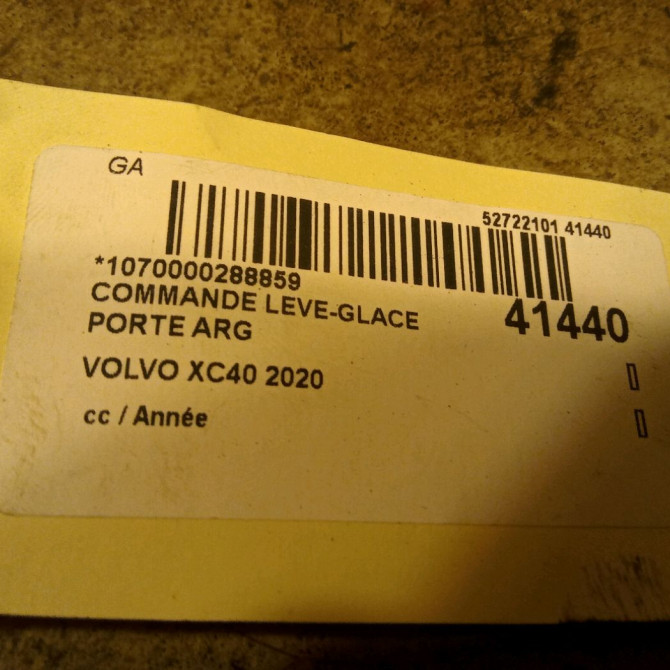 GA
52722101 41440
*1070000288859
COMMANDE LEVE-GLACE
41440
PORTE ARG
VOLVO XC40 2020
cc / Année